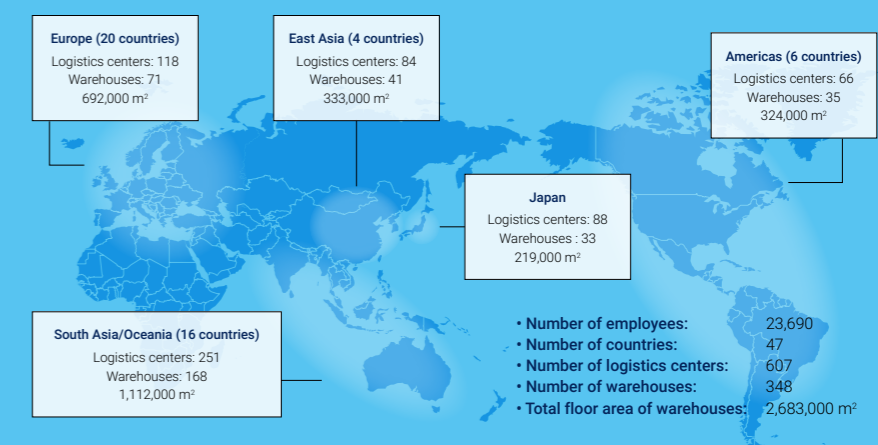 Europe (20 countries)
Logistics centers: 118
Warehouses: 71
692,000 m²
East Asia (4 countries)
Logistics centers: 84
Warehouses: 41
333,000 m²
Americas (6 countries)
Logistics centers: 66
Warehouses: 35
324,000 m²
Japan
Logistics centers: 88
Warehouses : 33
219,000 m²
South Asia/Oceania (16 countries)
Logistics centers: 251
Warehouses: 168
1,112,000 m²
• Number of employees: 23,690
• Number of countries: 47
• Number of logistics centers: 607
• Number of warehouses: 348
• Total floor area of warehouses: 2,683,000 m²